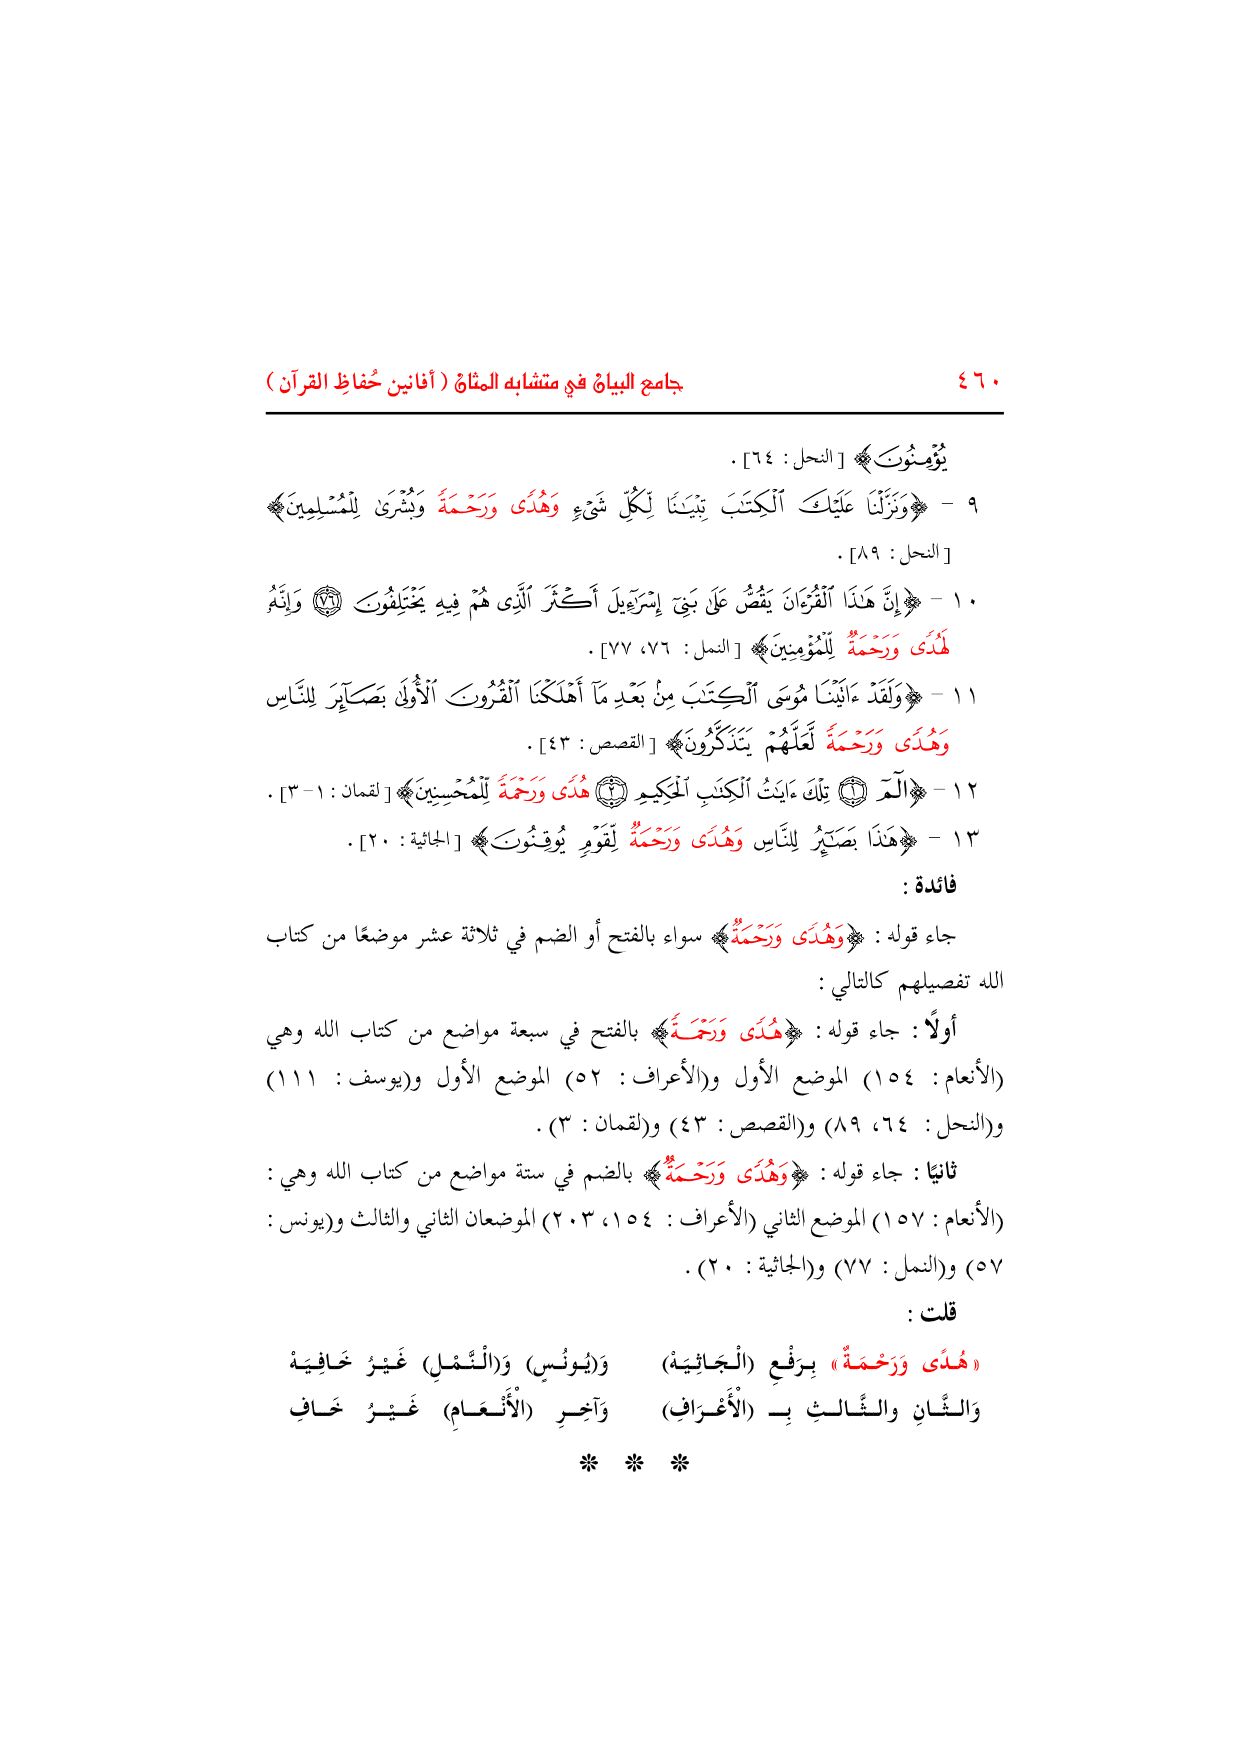 ٤٦٠ جامع البيان في متشابه المثان ( أفانين حُفاظِ القرآن )
يُؤۡمِنُونَ﴾ [النحل: ٦٤] .
٩ - ﴿وَنَزَّلۡنَا عَلَيۡكَ ٱلۡكِتَٰبَ تِبۡيَٰنٗا لِّكُلِّ شَيۡءٖ وَهُدٗى وَرَحۡمَةٗ وَبُشۡرَىٰ لِلۡمُسۡلِمِينَ﴾
[النحل: ٨٩] .
١٠ - ﴿إِنَّ هَٰذَا ٱلۡقُرۡءَانَ يَقُصُّ عَلَىٰ بَنِيٓ إِسۡرَٰٓءِيلَ أَكۡثَرَ ٱلَّذِي هُمۡ فِيهِ يَخۡتَلِفُونَ ٧٦ وَإِنَّهُۥ
لَهُدٗى وَرَحۡمَةٞ لِّلۡمُؤۡمِنِينَ﴾ [النمل: ٧٦، ٧٧] .
١١ - ﴿وَلَقَدۡ ءَاتَيۡنَا مُوسَى ٱلۡكِتَٰبَ مِنۢ بَعۡدِ مَآ أَهۡلَكۡنَا ٱلۡقُرُونَ ٱلۡأُولَىٰ بَصَآئِرَ لِلنَّاسِ
وَهُدٗى وَرَحۡمَةٗ لَّعَلَّهُمۡ يَتَذَكَّرُونَ﴾ [القصص: ٤٣] .
١٢ - ﴿الٓمٓ ١ تِلۡكَ ءَايَٰتُ ٱلۡكِتَٰبِ ٱلۡحَكِيمِ ٢ هُدٗى وَرَحۡمَةٗ لِّلۡمُحۡسِنِينَ﴾ [لقمان: ١- ٣] .
١٣ - ﴿هَٰذَا بَصَٰٓئِرُ لِلنَّاسِ وَهُدٗى وَرَحۡمَةٞ لِّقَوۡمٖ يُوقِنُونَ﴾ [الجاثية: ٢٠] .
فائدة :
جاء قوله : ﴿وَهُدٗى وَرَحۡمَةٞ﴾ سواء بالفتح أو الضم في ثلاثة عشر موضعًا من كتاب
الله تفصيلهم كالتالي :
أولًا : جاء قوله : ﴿هُدٗى وَرَحۡمَةٗ﴾ بالفتح في سبعة مواضع من كتاب الله وهي
(الأنعام: ١٥٤) الموضع الأول و(الأعراف: ٥٢) الموضع الأول و(يوسف: ١١١)
و(النحل: ٦٤، ٨٩) و(القصص: ٤٣) و(لقمان: ٣) .
ثانيًا : جاء قوله : ﴿وَهُدٗى وَرَحۡمَةٞ﴾ بالضم في ستة مواضع من كتاب الله وهي :
(الأنعام: ١٥٧) الموضع الثاني (الأعراف: ١٥٤، ٢٠٣) الموضعان الثاني والثالث و(يونس:
٥٧) و(النمل: ٧٧) و(الجاثية: ٢٠) .
قلت :
«هُدًى وَرَحْمَةٌ» بِرَفْعِ (الْجَاثِيَهْ) وَ(يُونُسٍ) وَ(الْنَّمْلِ) غَيْرُ خَافِيَهْ
وَالثَّانِ والثَّالثِ بِـ (الْأَعْرَافِ) وَآخِرِ (الْأَنْعَامِ) غَيْرُ خَافِ